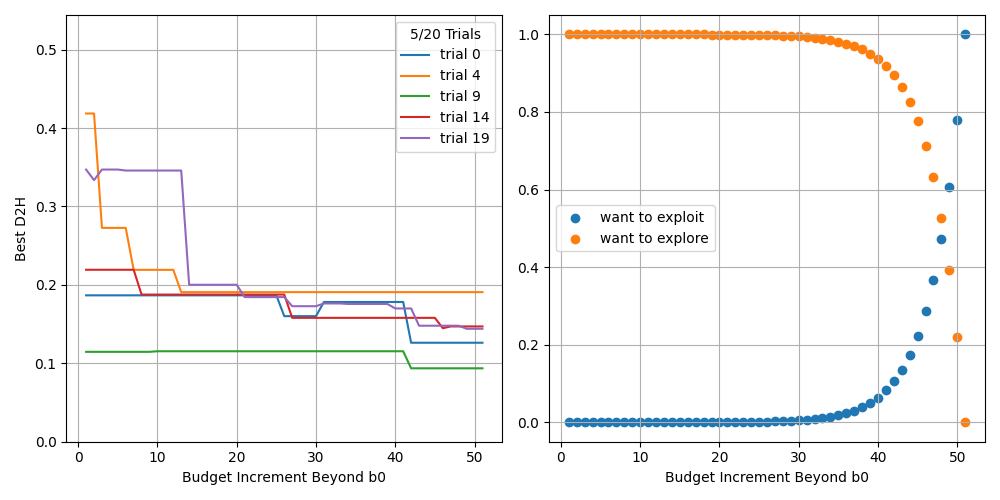 Best D2H
0.5
0.4
0.3
0.2
0.1
0.0
5/20 Trials
trial 0
trial 4
trial 9
trial 14
trial 19
0 10 20 30 40 50
Budget Increment Beyond b0
1.0
0.8
0.6
0.4
0.2
0.0
want to exploit
want to explore
0 10 20 30 40 50
Budget Increment Beyond b0